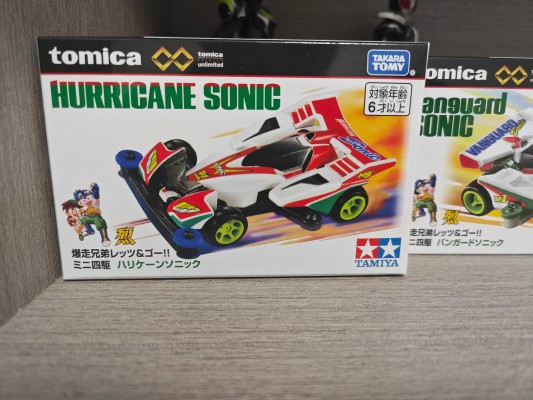 tomica
tomica
unlimited
TAKARA
TOMY
HURRICANE SONIC
対象年齢
6才以上
烈
爆走兄弟レッツ&ゴー!!
ミニ四駆 ハリケーンソニック
TAMIYA
tomica
Vanguard
SONIC
VANGUARD
烈
爆走兄弟レッツ&ゴー!!
ミニ四駆 バンガードソニック